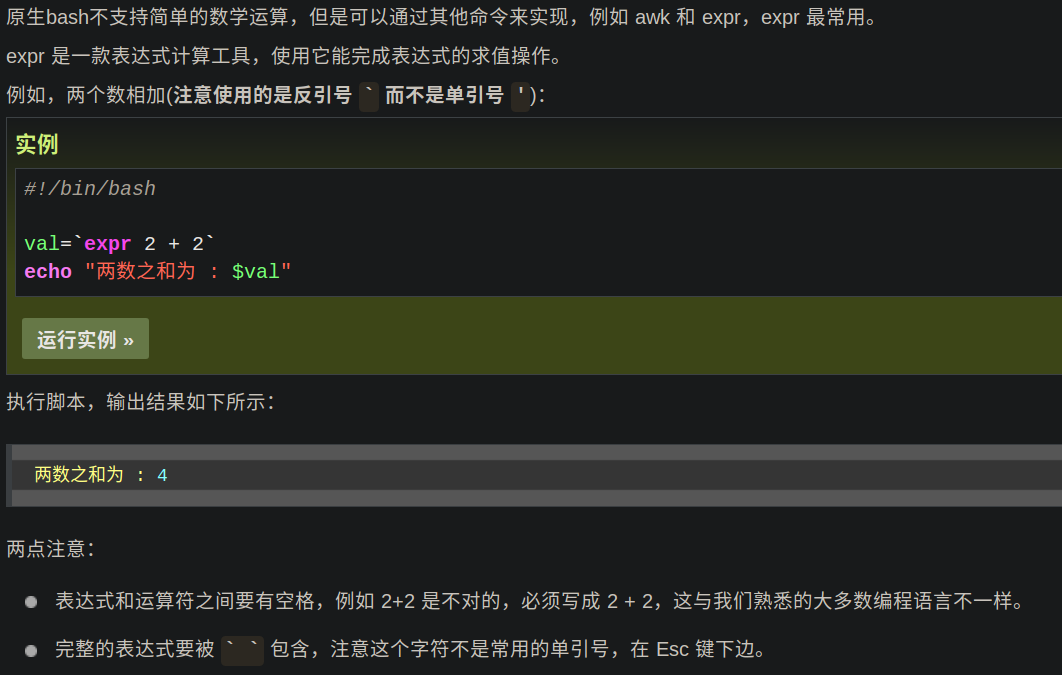 原生bash不支持简单的数学运算，但是可以通过其他命令来实现，例如 awk 和 expr，expr 最常用。
expr 是一款表达式计算工具，使用它能完成表达式的求值操作。
例如，两个数相加(注意使用的是反引号 ` 而不是单引号 ')：
实例
#!/bin/bash
val=`expr 2 + 2`
echo "两数之和为 : $val"
运行实例 »
执行脚本，输出结果如下所示：
两数之和为 : 4
两点注意：
表达式和运算符之间要有空格，例如 2+2 是不对的，必须写成 2 + 2，这与我们熟悉的大多数编程语言不一样。
完整的表达式要被 ` ` 包含，注意这个字符不是常用的单引号，在 Esc 键下边。